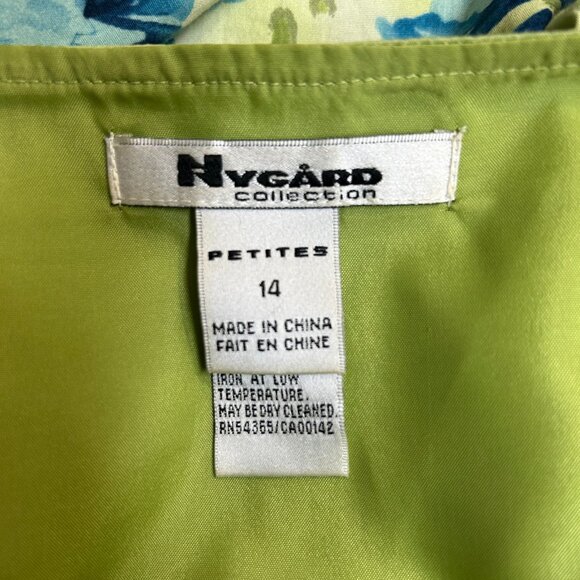 NYGÅRD
collection
PETITES
14
MADE IN CHINA
FAIT EN CHINE
IRON AT LOW
TEMPERATURE.
MAY BE DRY CLEANED.
RN54365/CA00142